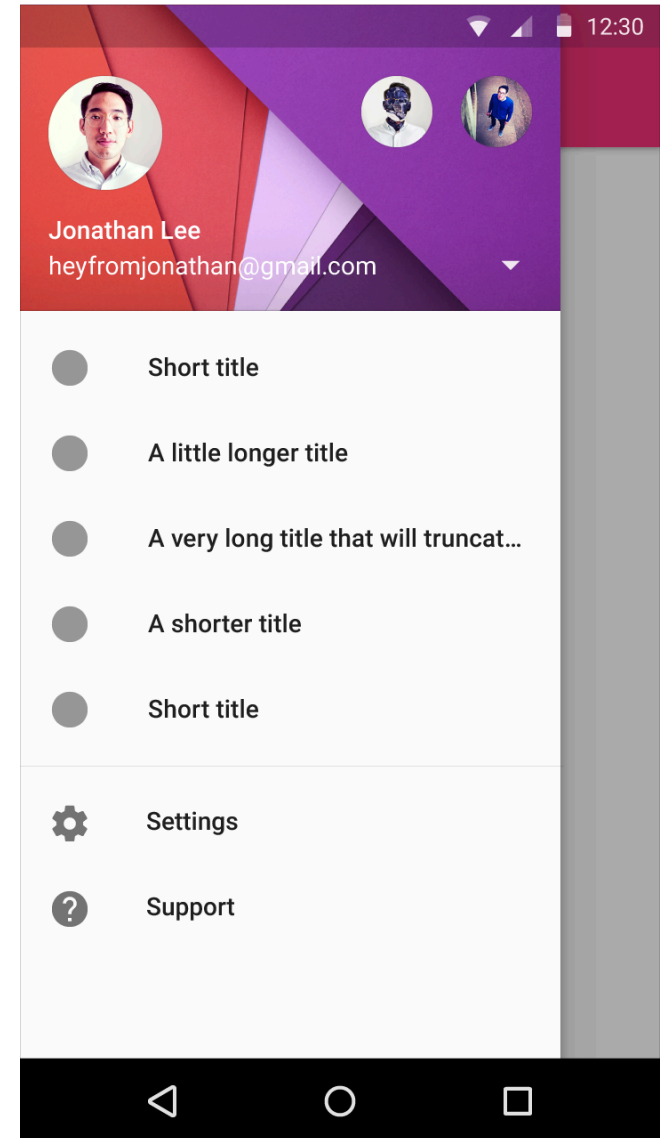 12:30
Jonathan Lee
heyfromjonathan@gmail.com
Short title
A little longer title
A very long title that will truncat...
A shorter title
Short title
Settings
Support